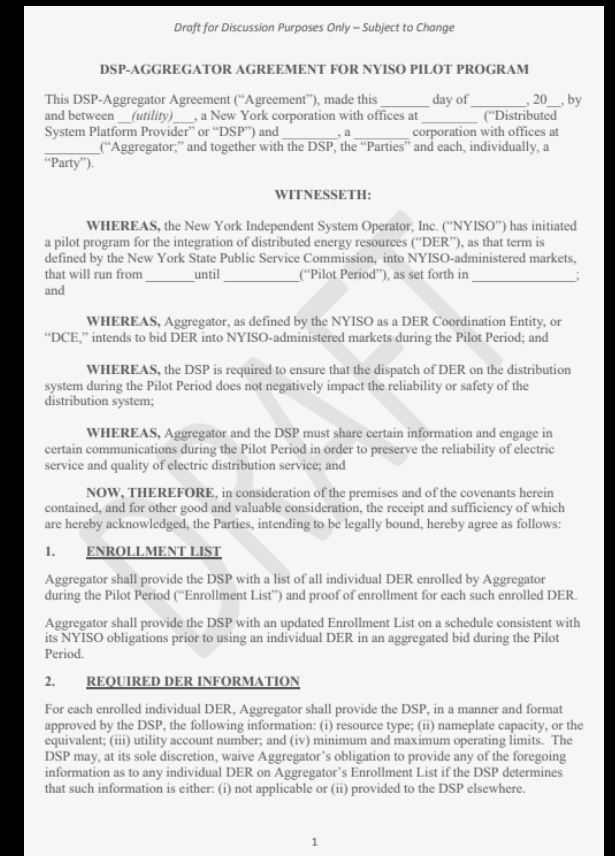 Draft for Discussion Purposes Only – Subject to Change
DSP-AGGREGATOR AGREEMENT FOR NYISO PILOT PROGRAM
This DSP-Aggregator Agreement (“Agreement”), made this _______ day of ________, 20__, by
and between __(utility)___, a New York corporation with offices at ________ (“Distributed
System Platform Provider” or “DSP”) and ________, a ________ corporation with offices at
________(“Aggregator;” and together with the DSP, the “Parties” and each, individually, a
“Party”).
WITNESSETH:
WHEREAS, the New York Independent System Operator, Inc. (“NYISO”) has initiated
a pilot program for the integration of distributed energy resources (“DER”), as that term is
defined by the New York State Public Service Commission, into NYISO-administered markets,
that will run from _______until ___________(“Pilot Period”), as set forth in _______________;
and
WHEREAS, Aggregator, as defined by the NYISO as a DER Coordination Entity, or
“DCE,” intends to bid DER into NYISO-administered markets during the Pilot Period; and
WHEREAS, the DSP is required to ensure that the dispatch of DER on the distribution
system during the Pilot Period does not negatively impact the reliability or safety of the
distribution system;
WHEREAS, Aggregator and the DSP must share certain information and engage in
certain communications during the Pilot Period in order to preserve the reliability of electric
service and quality of electric distribution service; and
NOW, THEREFORE, in consideration of the premises and of the covenants herein
contained, and for other good and valuable consideration, the receipt and sufficiency of which
are hereby acknowledged, the Parties, intending to be legally bound, hereby agree as follows:
1. ENROLLMENT LIST
Aggregator shall provide the DSP with a list of all individual DER enrolled by Aggregator
during the Pilot Period (“Enrollment List”) and proof of enrollment for each such enrolled DER.
Aggregator shall provide the DSP with an updated Enrollment List on a schedule consistent with
its NYISO obligations prior to using an individual DER in an aggregated bid during the Pilot
Period.
2. REQUIRED DER INFORMATION
For each enrolled individual DER, Aggregator shall provide the DSP, in a manner and format
approved by the DSP, the following information: (i) resource type; (ii) nameplate capacity, or the
equivalent; (iii) utility account number; and (iv) minimum and maximum operating limits. The
DSP may, at its sole discretion, waive Aggregator’s obligation to provide any of the foregoing
information as to any individual DER on Aggregator’s Enrollment List if the DSP determines
that such information is either: (i) not applicable or (ii) provided to the DSP elsewhere.
1
DRAFT